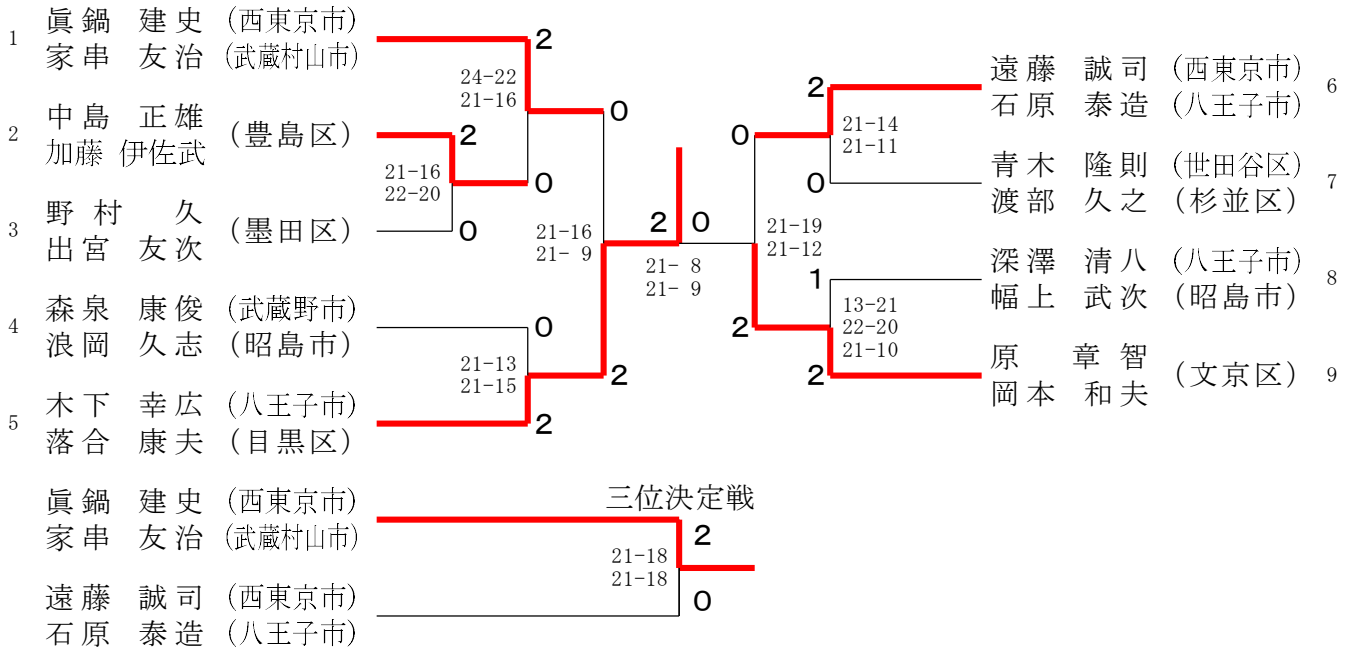 1
眞鍋 建史 (西東京市)
家串 友治 (武蔵村山市)
2
24-22
21-16
0
2
中島 正雄
加藤 伊佐武
(豊島区)
2
21-16
22-20
0
3
野村 久
出宮 友次
(墨田区)
0
21-16
21- 9
4
森泉 康俊 (武蔵野市)
浪岡 久志 (昭島市)
0
21-13
21-15
2
5
木下 幸広 (八王子市)
落合 康夫 (目黒区)
2
2 0
21- 8
21- 9
遠藤 誠司 (西東京市)
石原 泰造 (八王子市)
6
2
0
21-14
21-11
青木 隆則 (世田谷区)
渡部 久之 (杉並区)
7
0
21-19
21-12
深澤 清八 (八王子市)
幅上 武次 (昭島市)
8
1
13-21
22-20
21-10
2
原 章智
岡本 和夫
(文京区)
9
2
三位決定戦
眞鍋 建史 (西東京市)
家串 友治 (武蔵村山市)
2
21-18
21-18
遠藤 誠司 (西東京市)
石原 泰造 (八王子市)
0